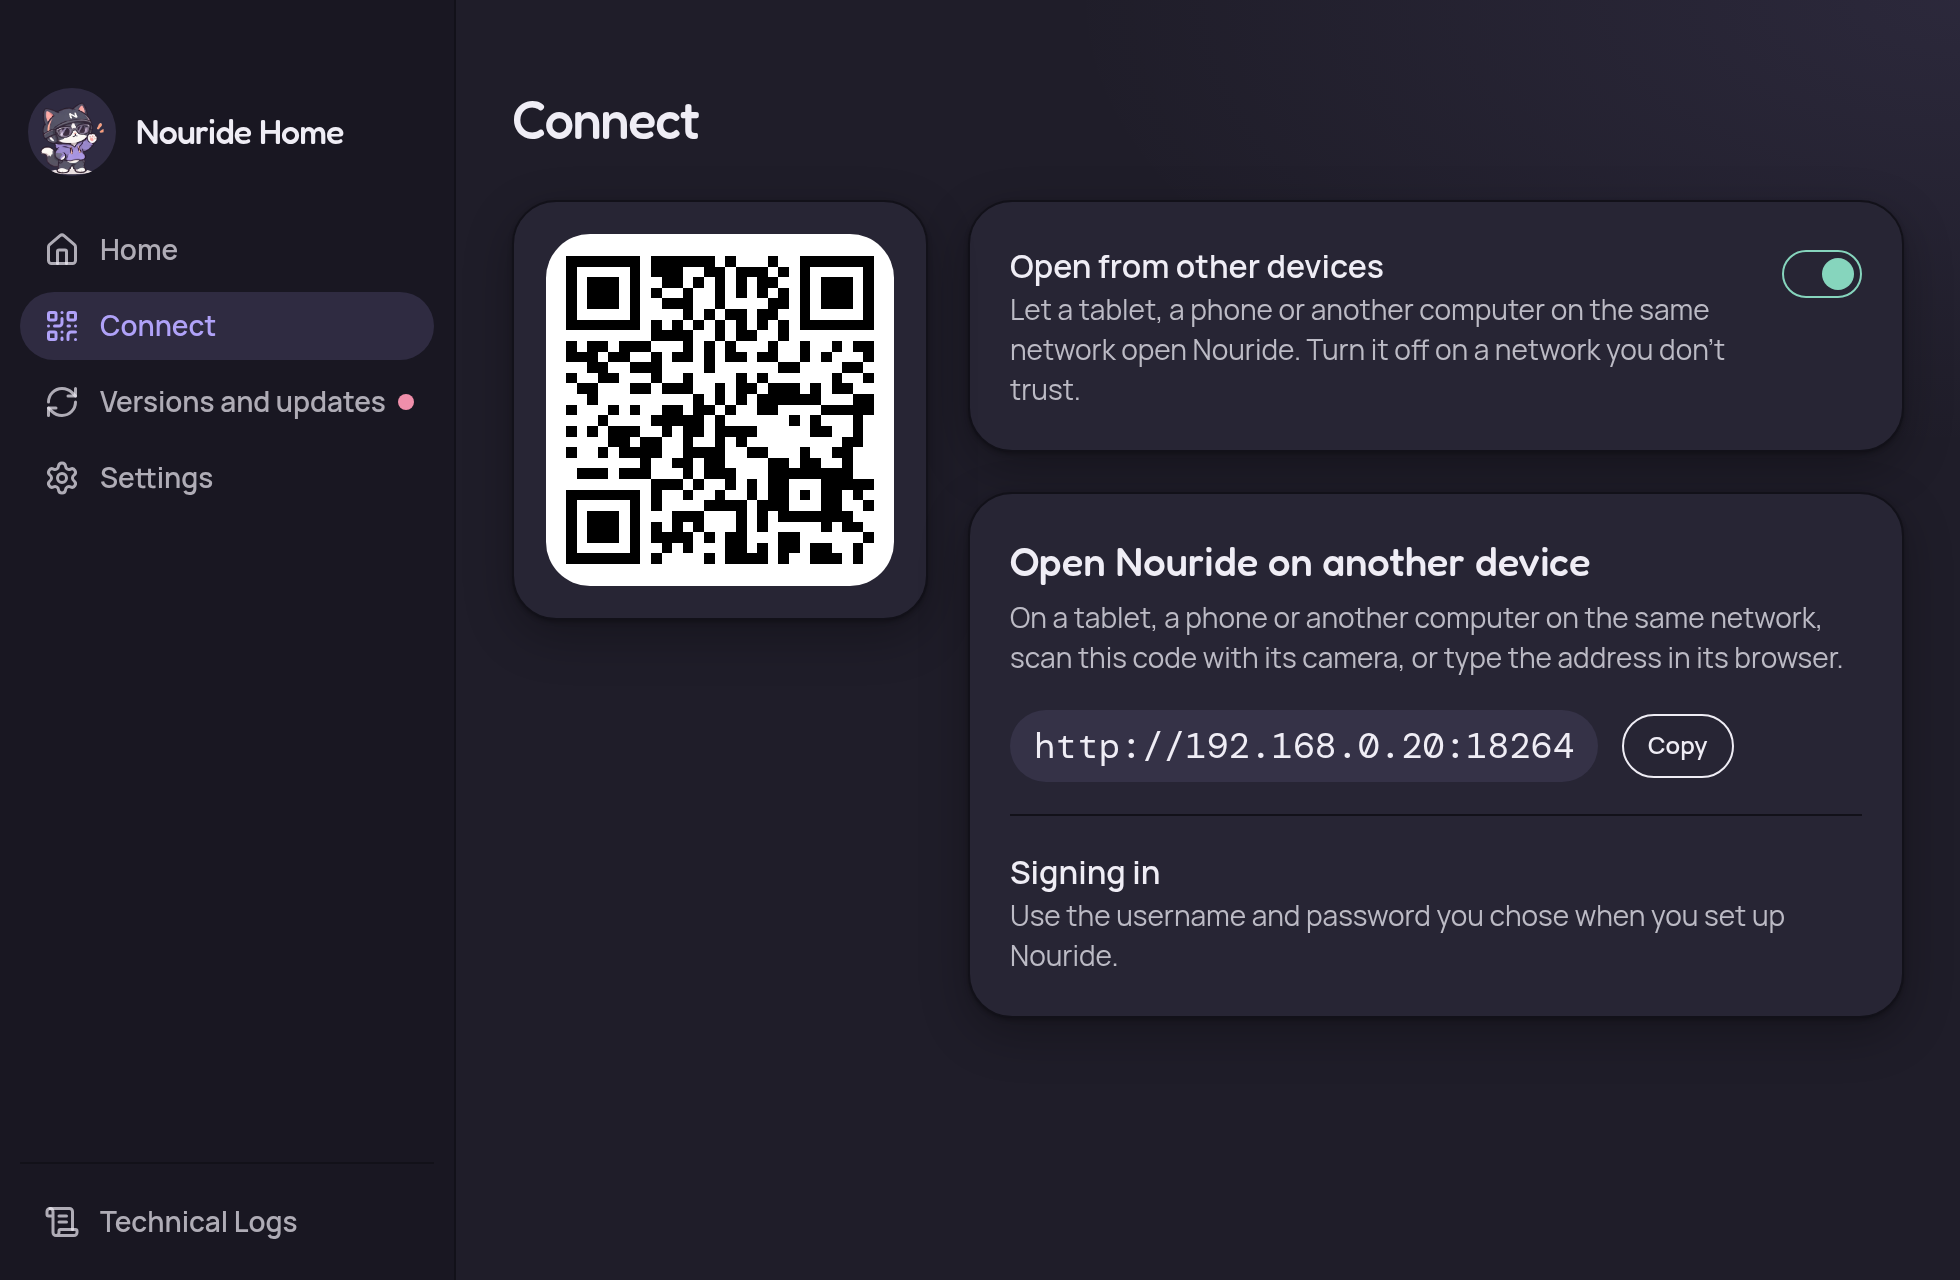 Nouride Home
Home
Connect
Versions and updates
Settings
Technical Logs
Connect
Open from other devices
Let a tablet, a phone or another computer on the same
network open Nouride. Turn it off on a network you don’t
trust.
Open Nouride on another device
On a tablet, a phone or another computer on the same network,
scan this code with its camera, or type the address in its browser.
http://192.168.0.20:18264
Copy
Signing in
Use the username and password you chose when you set up
Nouride.